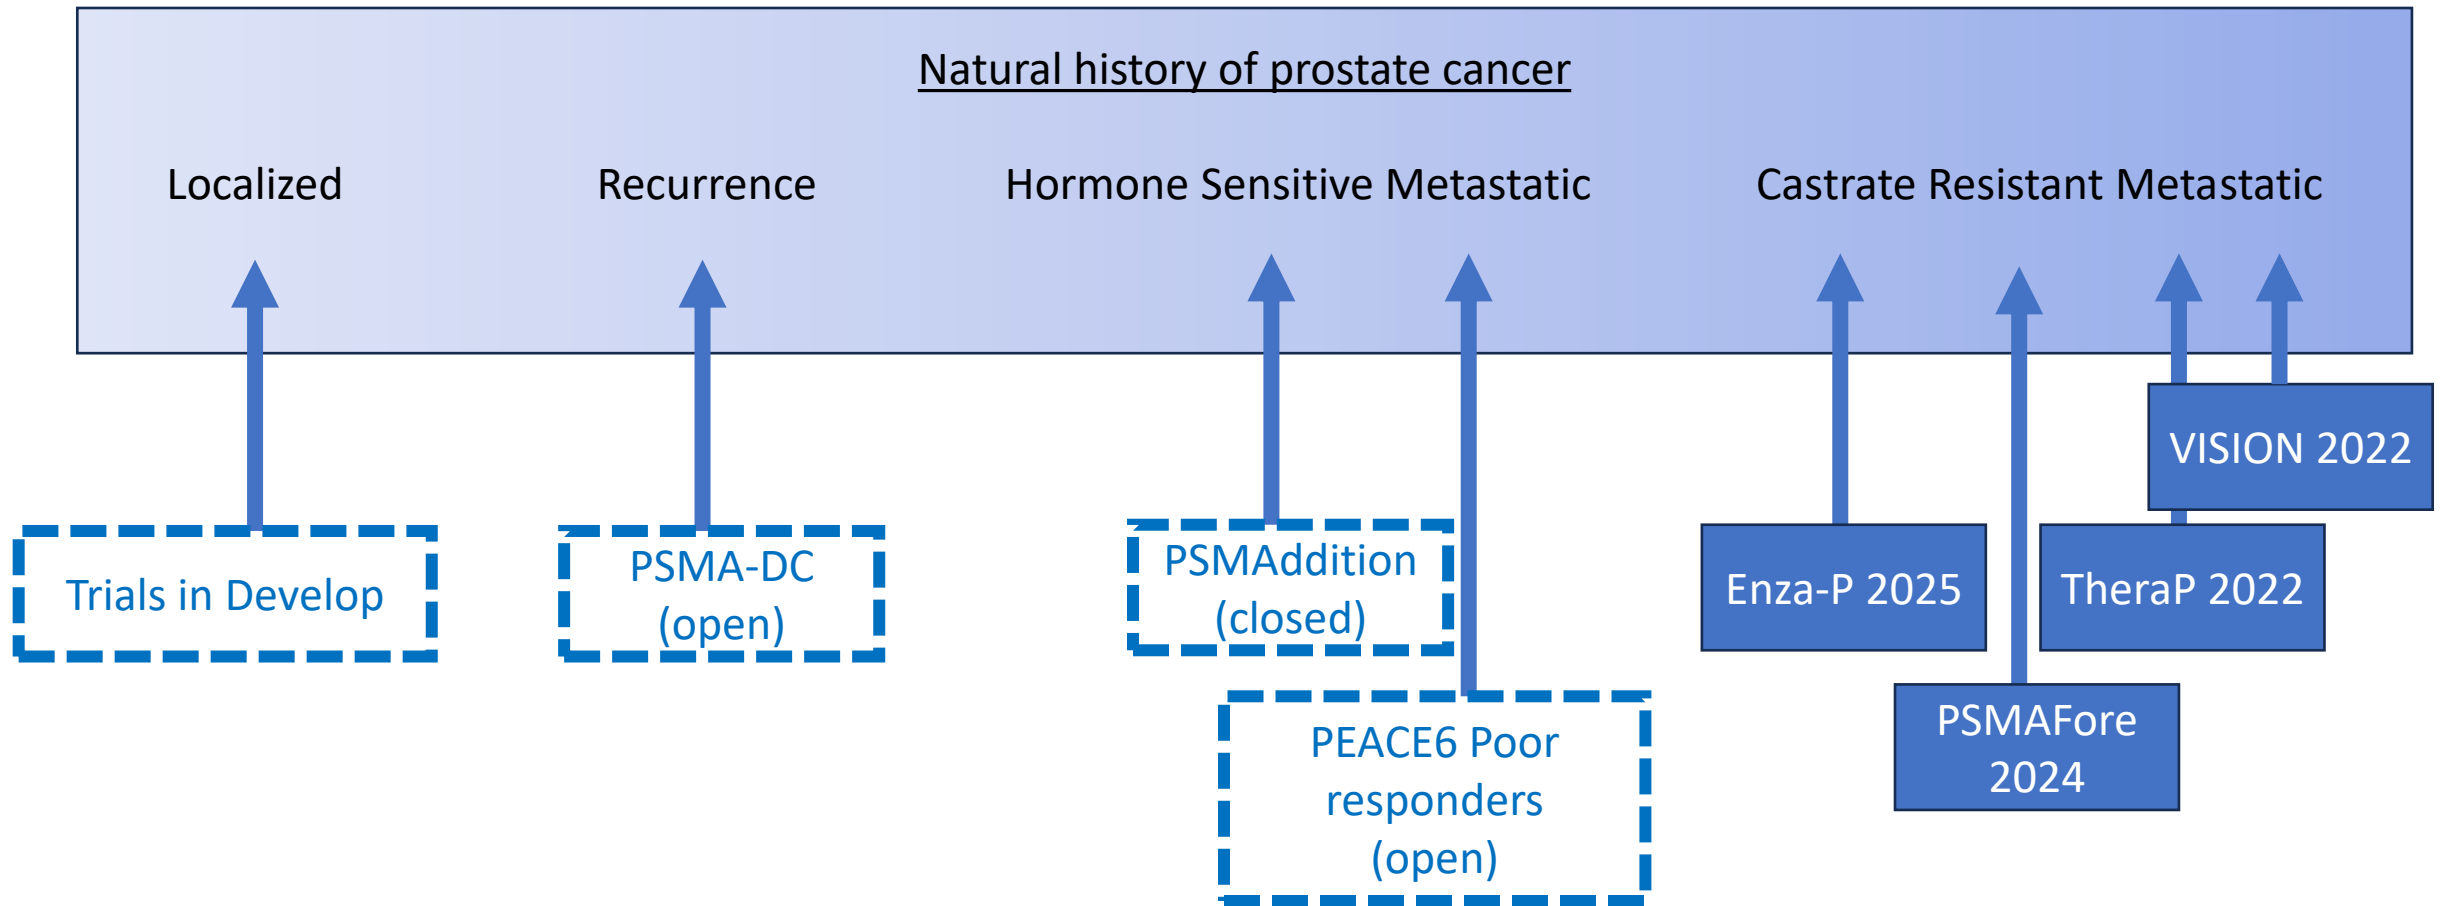 Natural history of prostate cancer
Localized
Recurrence
Hormone Sensitive Metastatic
Castrate Resistant Metastatic
Trials in Develop
PSMA-DC
(open)
PSMAddition
(closed)
PEACE6 Poor
responders
(open)
Enza-P 2025
PSMAFore
2024
TheraP 2022
VISION 2022